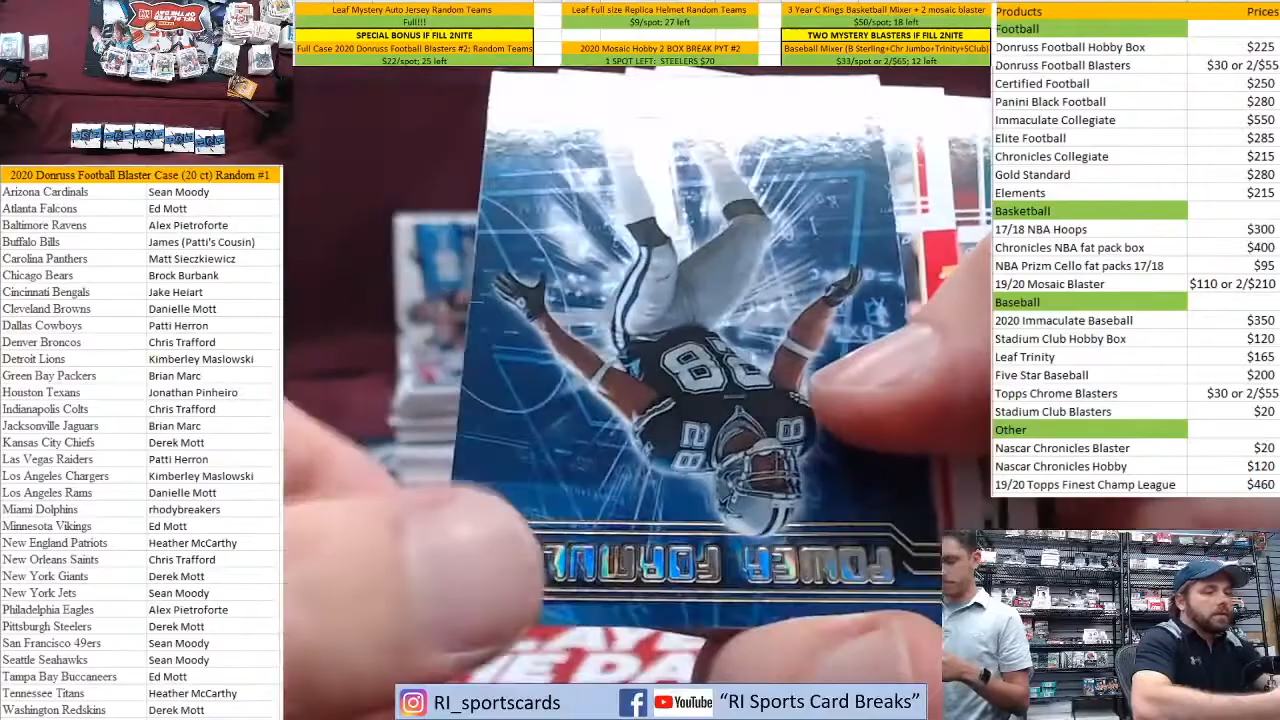 Leaf Mystery Auto Jersey Random Teams
Full!!!
SPECIAL BONUS IF FILL 2NITE
Full Case 2020 Donruss Football Blasters #2; Random Teams
$22/spot; 25 left
Leaf Full size Replica Helmet Random Teams
$9/spot; 27 left
2020 Mosaic Hobby 2 BOX BREAK PYT #2
1 SPOT LEFT: STEELERS $70
3 Year C Kings Basketball Mixer + 2 mosaic blaster
$50/spot; 18 left
TWO MYSTERY BLASTERS IF FILL 2NITE
Baseball Mixer (B Sterling+Chr Jumbo+Trinity+5Club)
$33/spot or 2/$65; 12 left
2020 Donruss Football Blaster Case (20 ct) Random #1
Arizona Cardinals Sean Moody
Atlanta Falcons Ed Mott
Baltimore Ravens Alex Pietroforte
Buffalo Bills James (Patti's Cousin)
Carolina Panthers Matt Sieczkiewicz
Chicago Bears Brock Burbank
Cincinnati Bengals Jake Heiart
Cleveland Browns Danielle Mott
Dallas Cowboys Patti Herron
Denver Broncos Chris Trafford
Detroit Lions Kimberley Maslowski
Green Bay Packers Brian Marc
Houston Texans Jonathan Pinheiro
Indianapolis Colts Chris Trafford
Jacksonville Jaguars Brian Marc
Kansas City Chiefs Derek Mott
Las Vegas Raiders Patti Herron
Los Angeles Chargers Kimberley Maslowski
Los Angeles Rams Danielle Mott
Miami Dolphins rhodybreakers
Minnesota Vikings Ed Mott
New England Patriots Heather McCarthy
New Orleans Saints Chris Trafford
New York Giants Derek Mott
New York Jets Sean Moody
Philadelphia Eagles Alex Pietroforte
Pittsburgh Steelers Derek Mott
San Francisco 49ers Sean Moody
Seattle Seahawks Sean Moody
Tampa Bay Buccaneers Ed Mott
Tennessee Titans Heather McCarthy
Washington Redskins Derek Mott
88
88
POWER FORMUL
Products Prices
Football
Donruss Football Hobby Box $225
Donruss Football Blasters $30 or 2/$55
Certified Football $250
Panini Black Football $280
Immaculate Collegiate $550
Elite Football $285
Chronicles Collegiate $215
Gold Standard $280
Elements $215
Basketball
17/18 NBA Hoops $300
Chronicles NBA fat pack box $400
NBA Prizm Cello fat packs 17/18 $95
19/20 Mosaic Blaster $110 or 2/$210
Baseball
2020 Immaculate Baseball $350
Stadium Club Hobby Box $120
Leaf Trinity $165
Five Star Baseball $200
Topps Chrome Blasters $30 or 2/$55
Stadium Club Blasters $20
Other
Nascar Chronicles Blaster $20
Nascar Chronicles Hobby $120
19/20 Topps Finest Champ League $460
RI_sportscards
YouTube
"RI Sports Card Breaks"